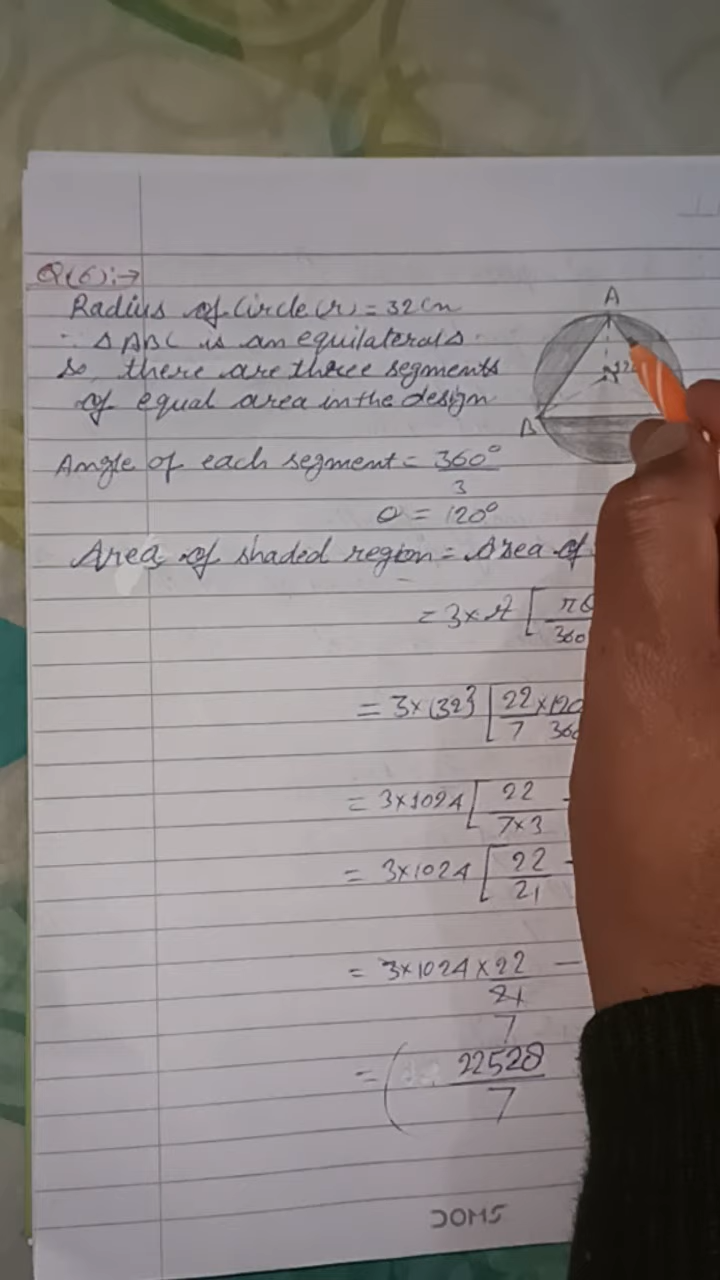 Q(6):→
Radius of Circle (r) = 32 cm
∵ △ABC is an equilateral△.
so, there are three segments
of equal area in the design
A
B
Angle of each segment = 360°/3
θ = 120°
Area of shaded region = Area of
= 3×r² [ πθ/360
= 3×(32)² [ 22/7 × 120/360
= 3×1024 [ 22/7×3 -
= 3×1024 [ 22/21 -
= 3×1024×22/21 —
7
= ( 22528/7
DOMS